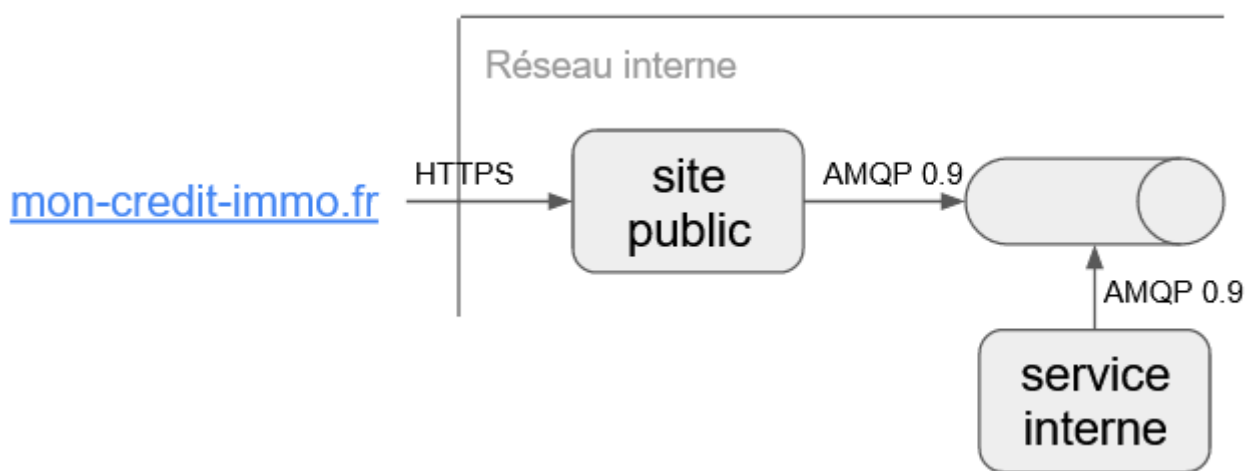 Réseau interne
mon-credit-immo.fr
HTTPS
site
public
AMQP 0.9
AMQP 0.9
service
interne